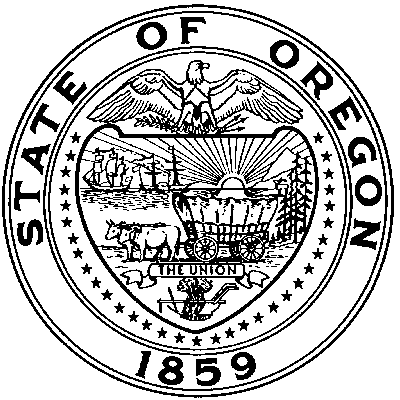 STATE OF OREGON
THE UNION
1859